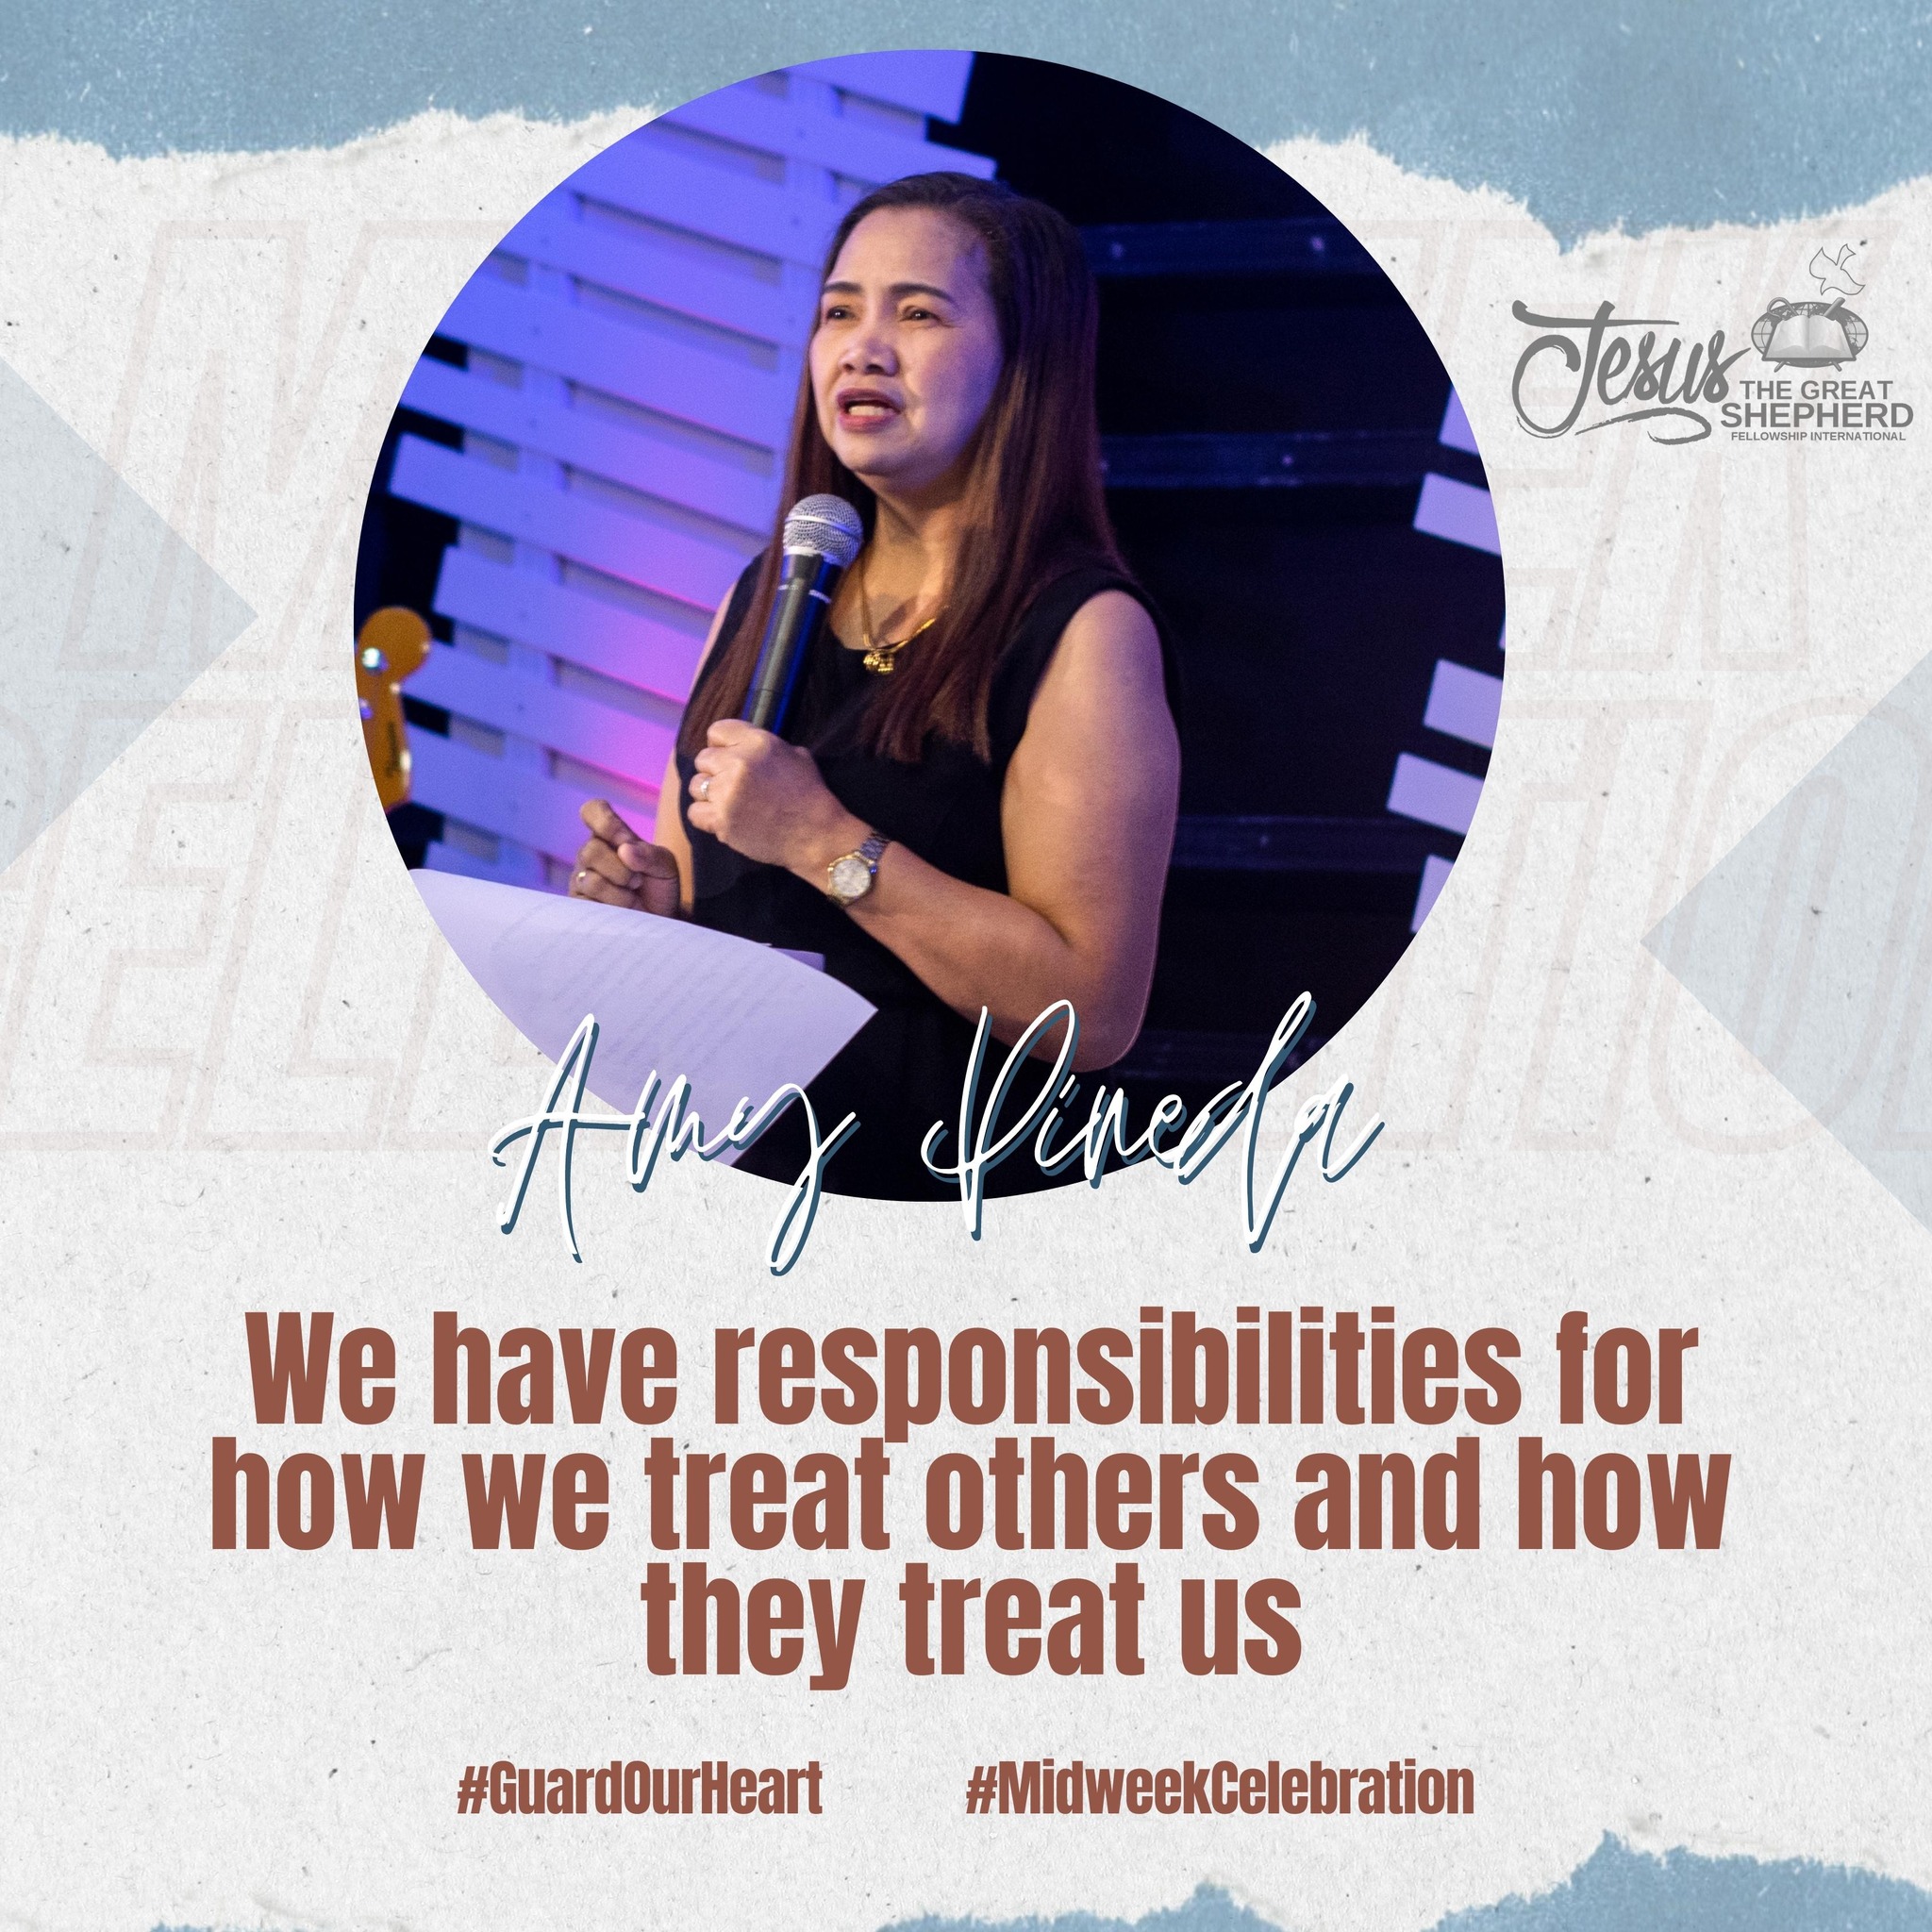 Jesus
THE GREAT
SHEPHERD
FELLOWSHIP INTERNATIONAL
Amy Pineda
We have responsibilities for
how we treat others and how
they treat us
#GuardOurHeart #MidweekCelebration